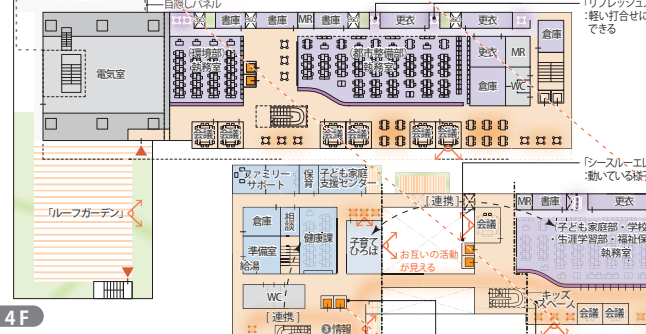 目隠しパネル
「リフレッシュ
:軽い打合せに
できる
書庫
書庫
MR
書庫
更衣
更衣
倉庫
電気室
環境部
執務室
都市整備部
執務室
更衣
MR
倉庫
WC
会議
会議
会議
会議
会議
会議
「シースルーエレ
:動いている様子
ファミリー
サポート
保育
子ども家庭
支援センター
[連携]
MR
書庫
更衣
「ルーフガーデン」
倉庫
相談
健康課
準備室
給湯
子育て
ひろば
会議
お互いの活動
が見える
子ども家庭部・学校
・生涯学習部・福祉保
執務室
WC
[連携]
キッズ
スペース
会議
会議
4F
❸情報